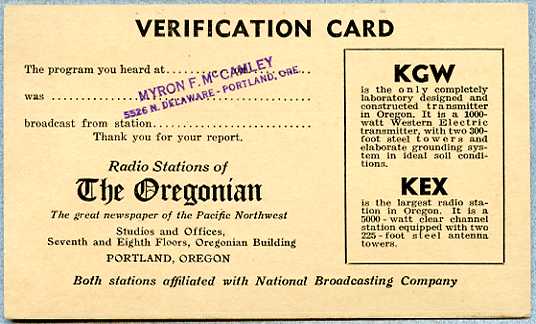 VERIFICATION CARD
The program you heard at
MYRON F. McCAMLEY
5526 N. DELAWARE - PORTLAND, ORE
was
broadcast from station
Thank you for your report.
Radio Stations of
The Oregonian
The great newspaper of the Pacific Northwest
Studios and Offices,
Seventh and Eighth Floors, Oregonian Building
PORTLAND, OREGON
KGW
is the only completely
laboratory designed and
constructed transmitter
in Oregon. It is a 1000-
watt Western Electric
transmitter, with two 300-
foot steel towers and
elaborate grounding sys-
tem in ideal soil condi-
tions.
KEX
is the largest radio sta-
tion in Oregon. It is a
5000-watt clear channel
station equipped with two
225-foot steel antenna
towers.
Both stations affiliated with National Broadcasting Company